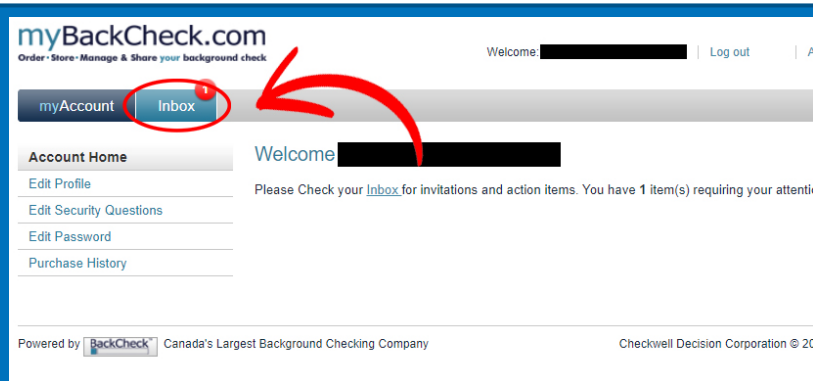 myBackCheck.com
Order · Store · Manage & Share your background check
Welcome: Log out
myAccount Inbox 1
Account Home
Edit Profile
Edit Security Questions
Edit Password
Purchase History
Welcome
Please Check your Inbox for invitations and action items. You have 1 item(s) requiring your
Powered by BackCheck Canada's Largest Background Checking Company
Checkwell Decision Corporation ©